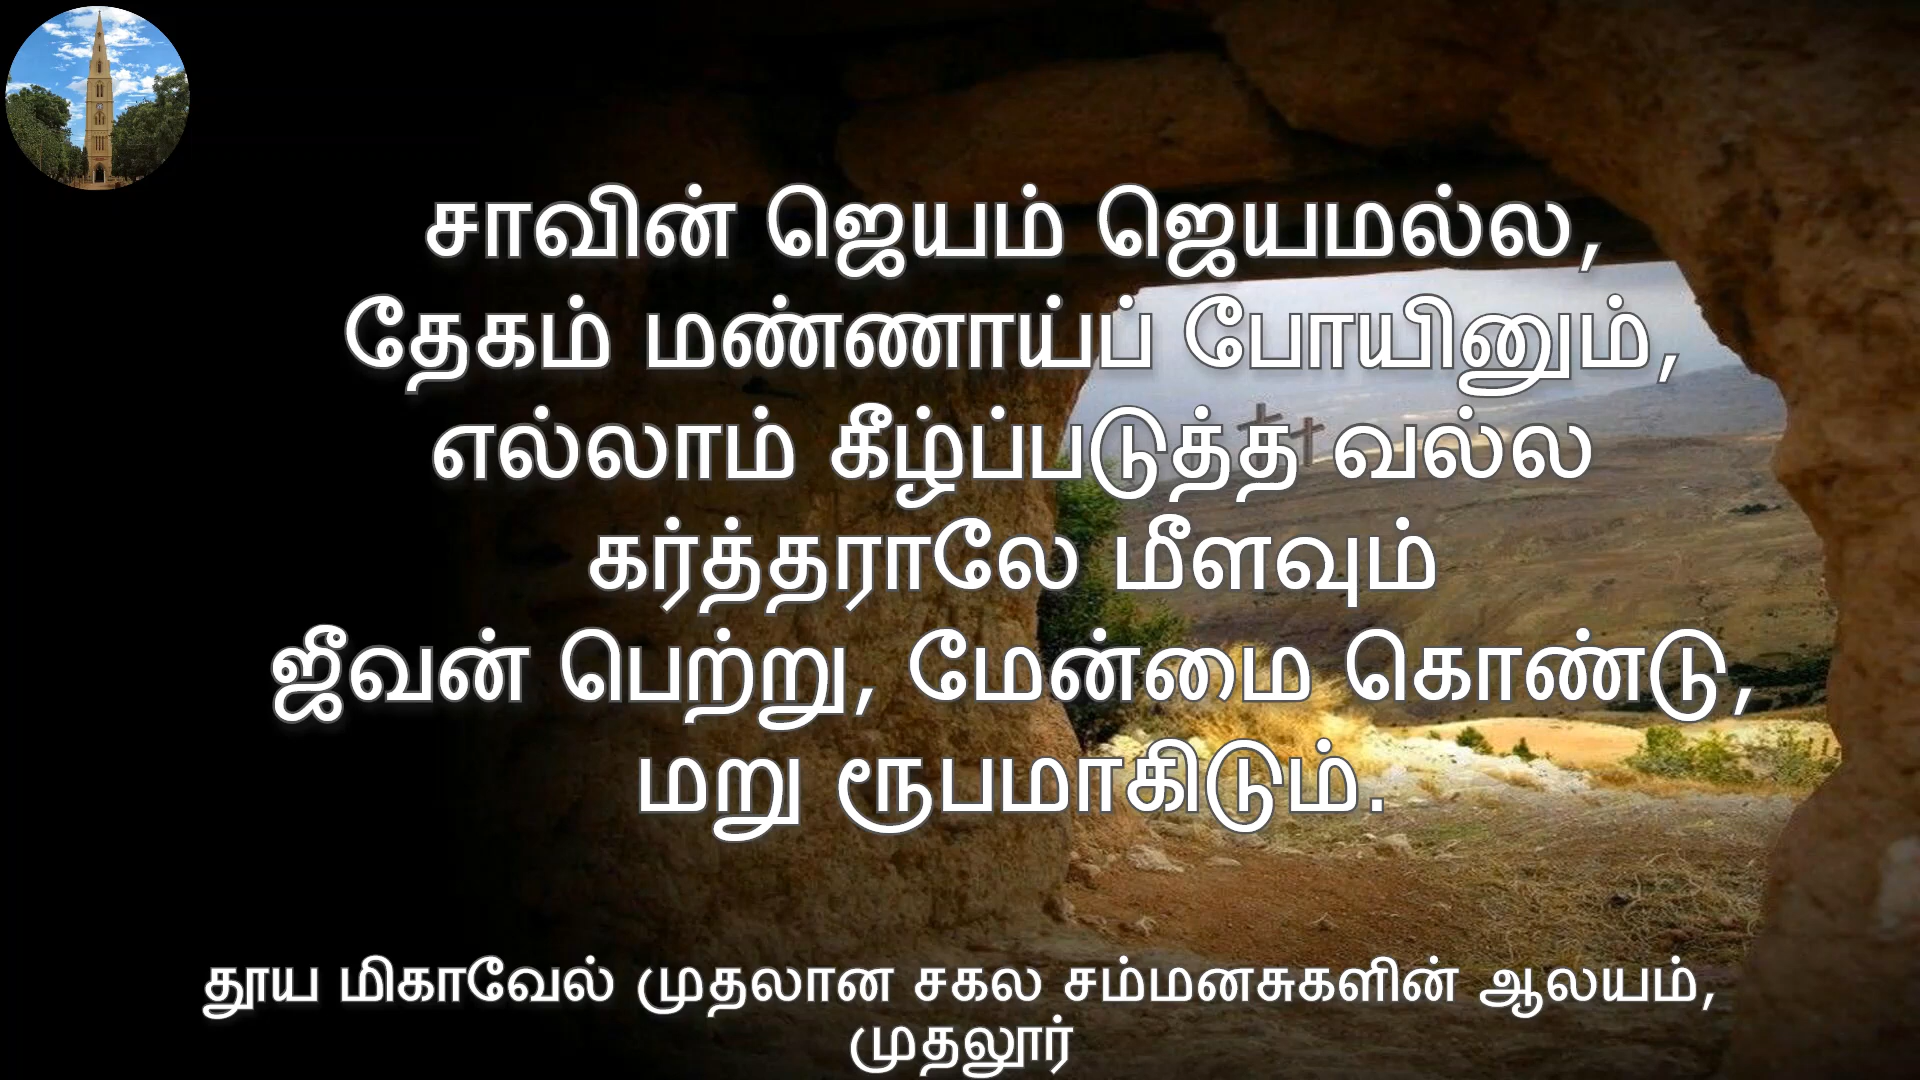 சாவின் ஜெயம் ஜெயமல்ல,
தேகம் மண்ணாய்ப் போயினும்,
எல்லாம் கீழ்ப்படுத்த வல்ல
கர்த்தராலே மீளவும்
ஜீவன் பெற்று, மேன்மை கொண்டு,
மறு ரூபமாகிடும்.
தூய மிகாவேல் முதலான சகல சம்மனசுகளின் ஆலயம்,
முதலூர்